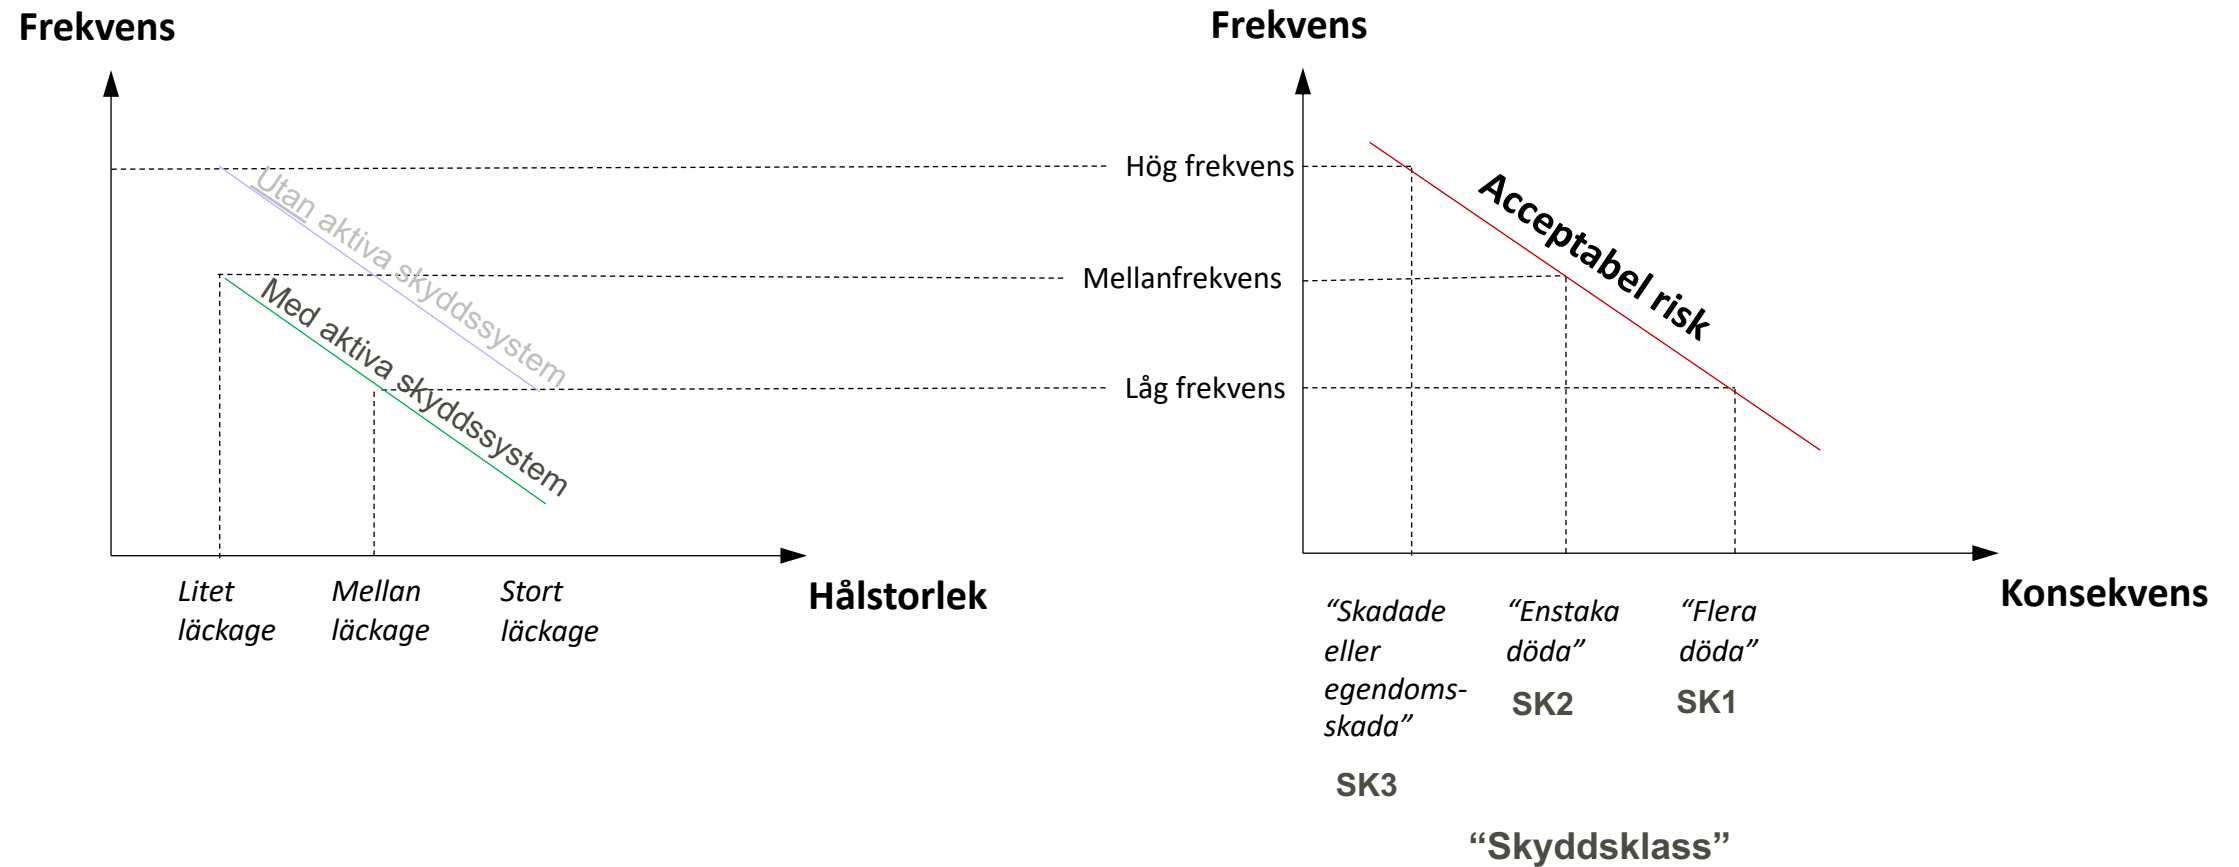 Frekvens
Utan aktiva skyddssystem
Med aktiva skyddssystem
Litet
läckage
Mellan
läckage
Stort
läckage
Hålstorlek
Frekvens
Hög frekvens
Mellanfrekvens
Låg frekvens
Acceptabel risk
“Skadade
eller
egendoms-
skada”
SK3
“Enstaka
döda”
SK2
“Flera
döda”
SK1
Konsekvens
“Skyddsklass”